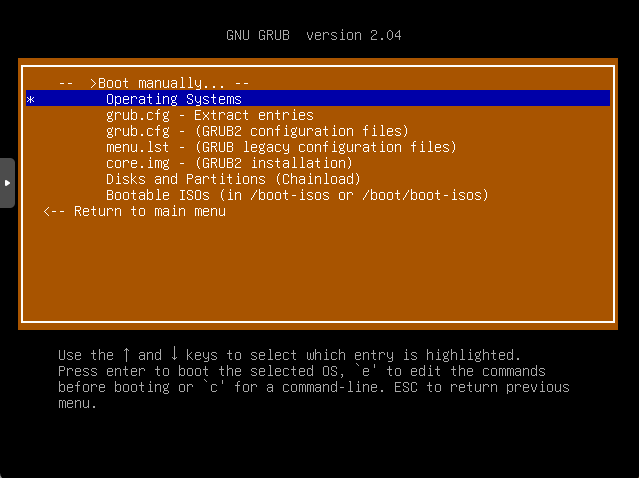 GNU GRUB  version 2.04
--  >Boot manually... --
* Operating Systems
grub.cfg - Extract entries
grub.cfg - (GRUB2 configuration files)
menu.lst - (GRUB legacy configuration files)
core.img - (GRUB2 installation)
Disks and Partitions (Chainload)
Bootable ISOs (in /boot-isos or /boot/boot-isos)
<-- Return to main menu
Use the ↑ and ↓ keys to select which entry is highlighted.
Press enter to boot the selected OS, `e' to edit the commands
before booting or `c' for a command-line. ESC to return previous
menu.